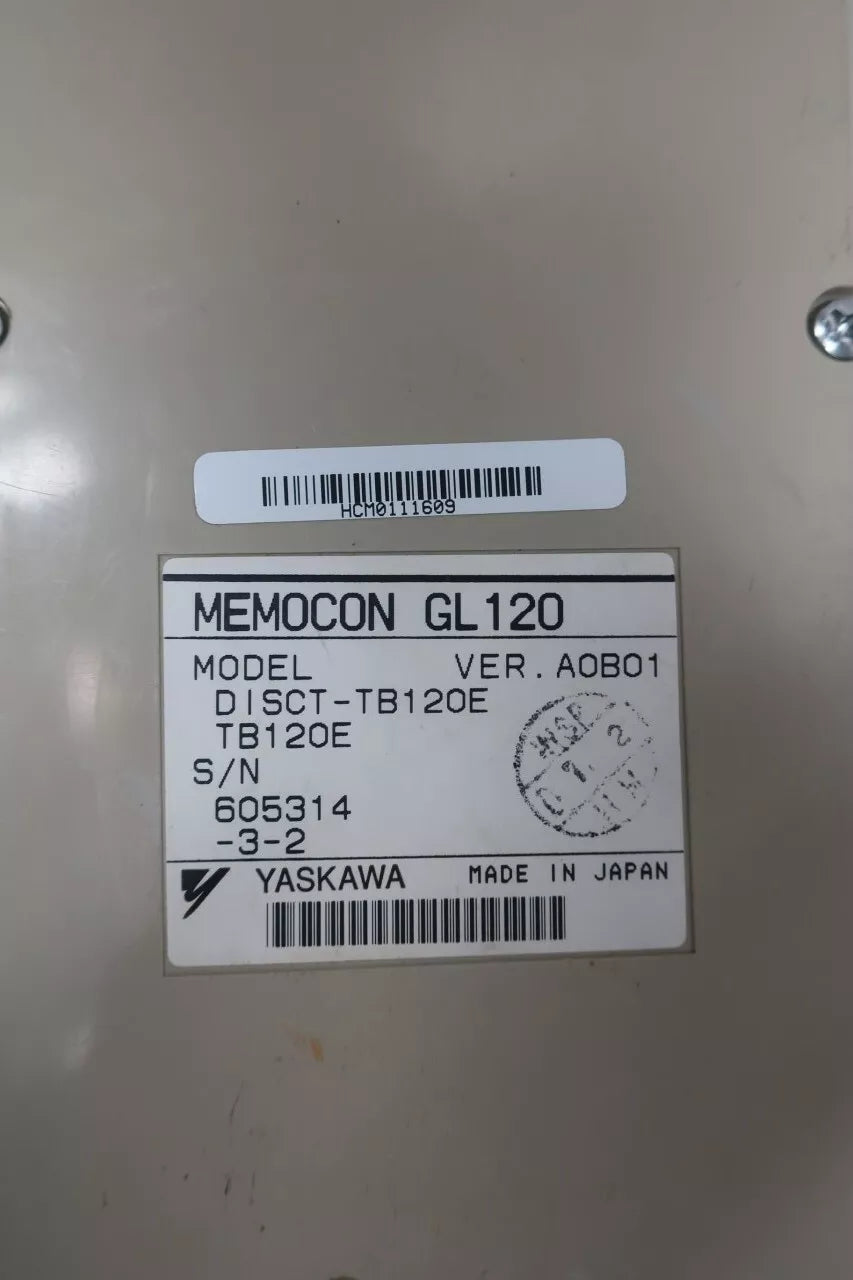 HCM0111609
MEMOCON GL120
MODEL VER. A0B01
DISCT-TB120E
TB120E
S/N
605314
-3-2
YASKAWA MADE IN JAPAN